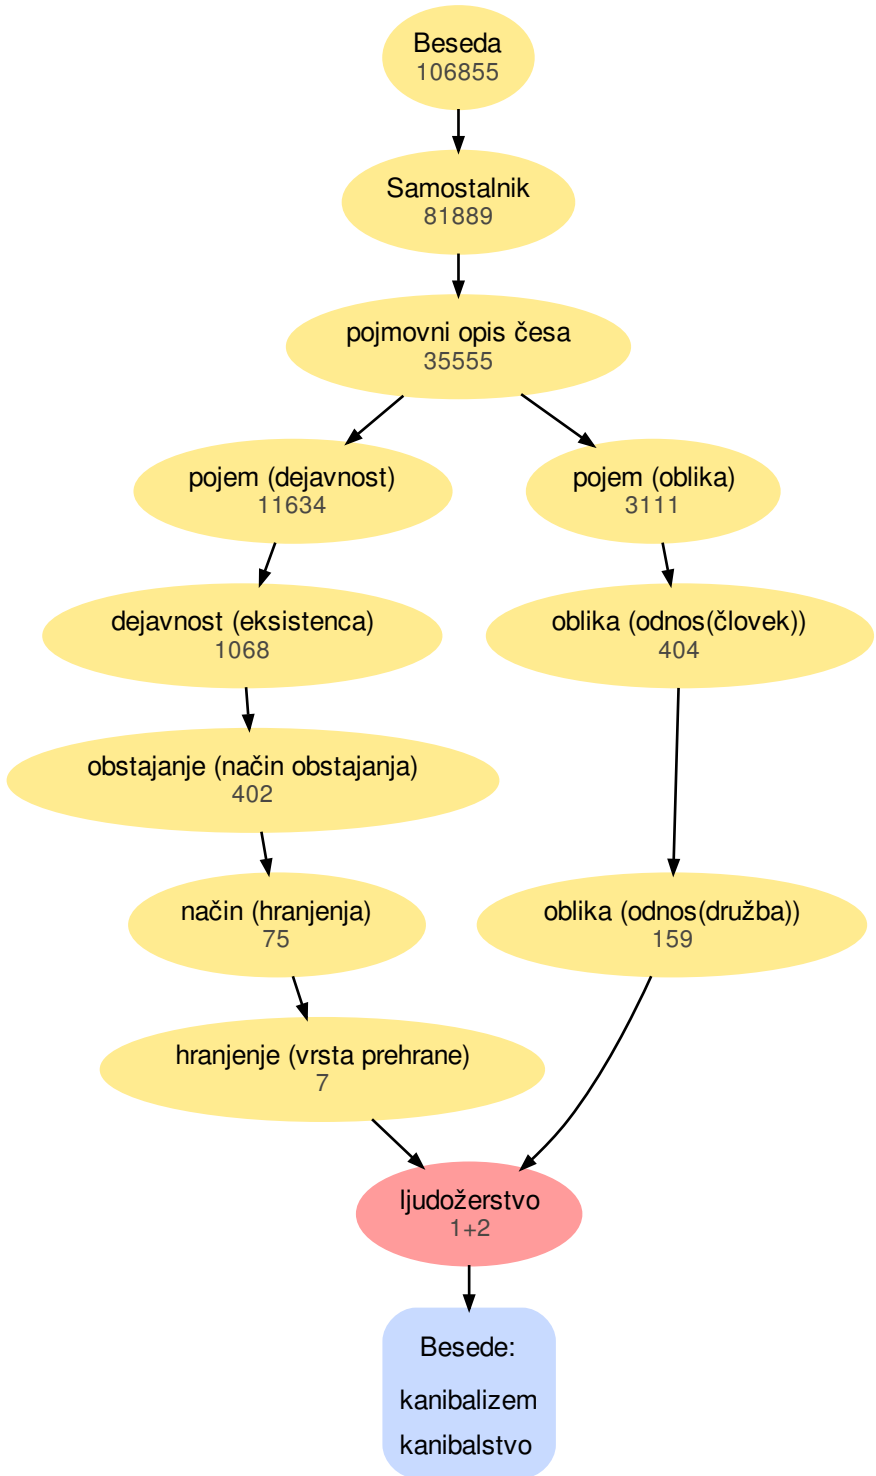 Beseda
106855
Samostalnik
81889
pojmovni opis česa
35555
pojem (dejavnost)
11634
pojem (oblika)
3111
dejavnost (eksistenca)
1068
oblika (odnos(človek))
404
obstajanje (način obstajanja)
402
način (hranjenja)
75
oblika (odnos(družba))
159
hranjenje (vrsta prehrane)
7
ljudožerstvo
1+2
Besede:
kanibalizem
kanibalstvo